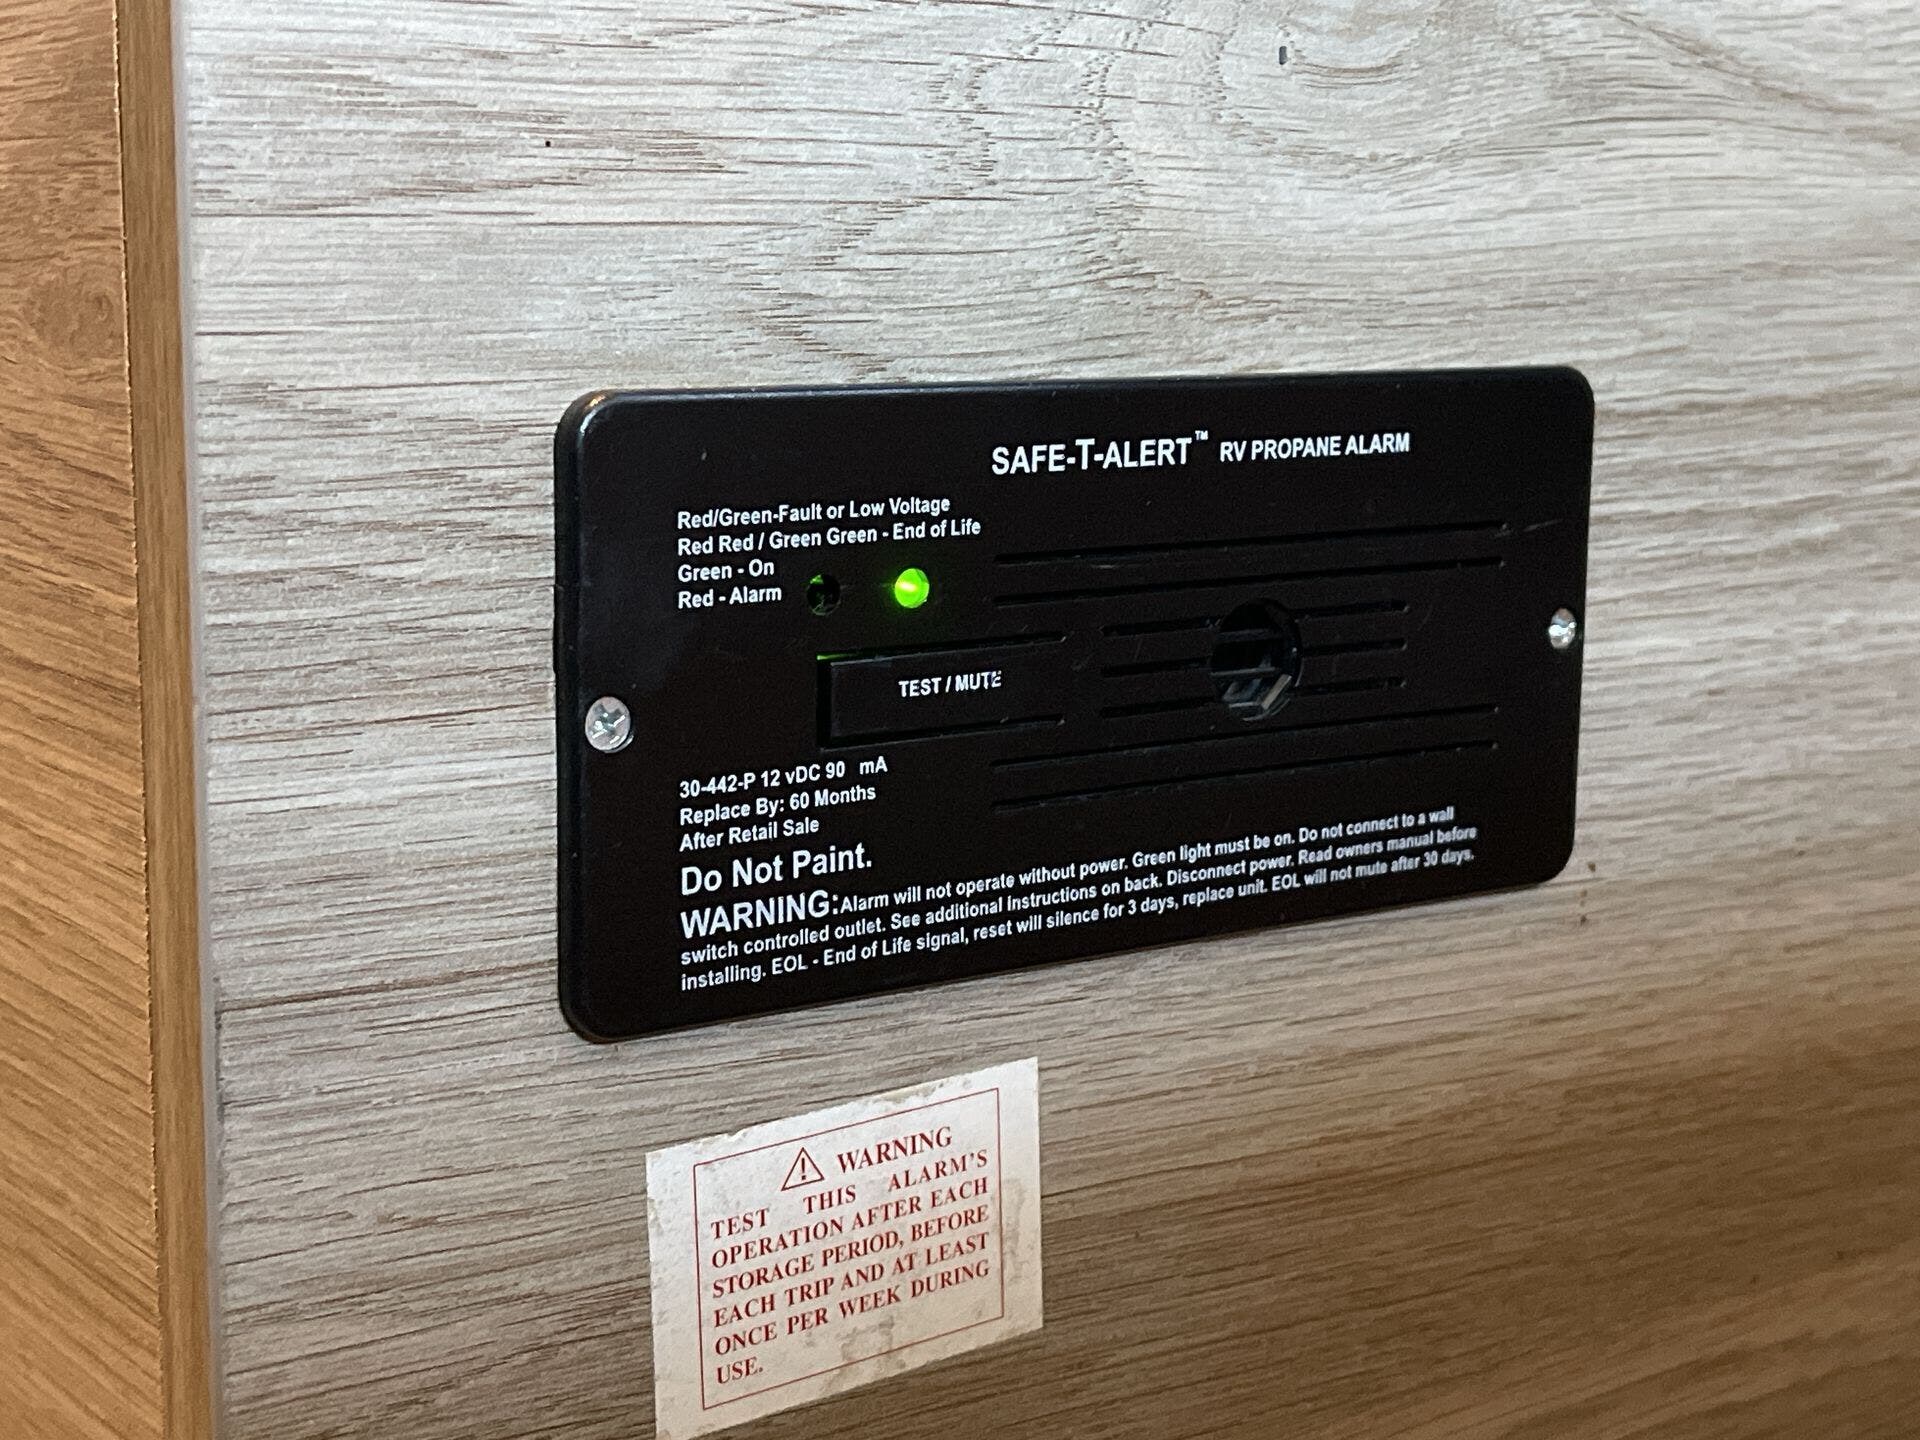 SAFE-T-ALERT™ RV PROPANE ALARM
Red/Green-Fault or Low Voltage
Red Red / Green Green - End of Life
Green - On
Red - Alarm
TEST / MUTE
30-442-P 12 vDC 90 mA
Replace By: 60 Months
After Retail Sale
Do Not Paint.
WARNING: Alarm will not operate without power. Green light must be on. Do not connect to a wall
switch controlled outlet. See additional instructions on back. Disconnect power. Read owners manual before
installing. EOL - End of Life signal, reset will silence for 3 days, replace unit. EOL will not mute after 30 days.
⚠ WARNING
TEST THIS ALARM'S
OPERATION AFTER EACH
STORAGE PERIOD, BEFORE
EACH TRIP AND AT LEAST
ONCE PER WEEK DURING
USE.